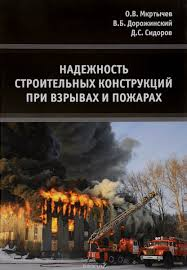 О.В. Мкртычев
В.Б. Дорожинский
Д.С. Сидоров
НАДЕЖНОСТЬ
СТРОИТЕЛЬНЫХ КОНСТРУКЦИЙ
ПРИ ВЗРЫВАХ И ПОЖАРАХ